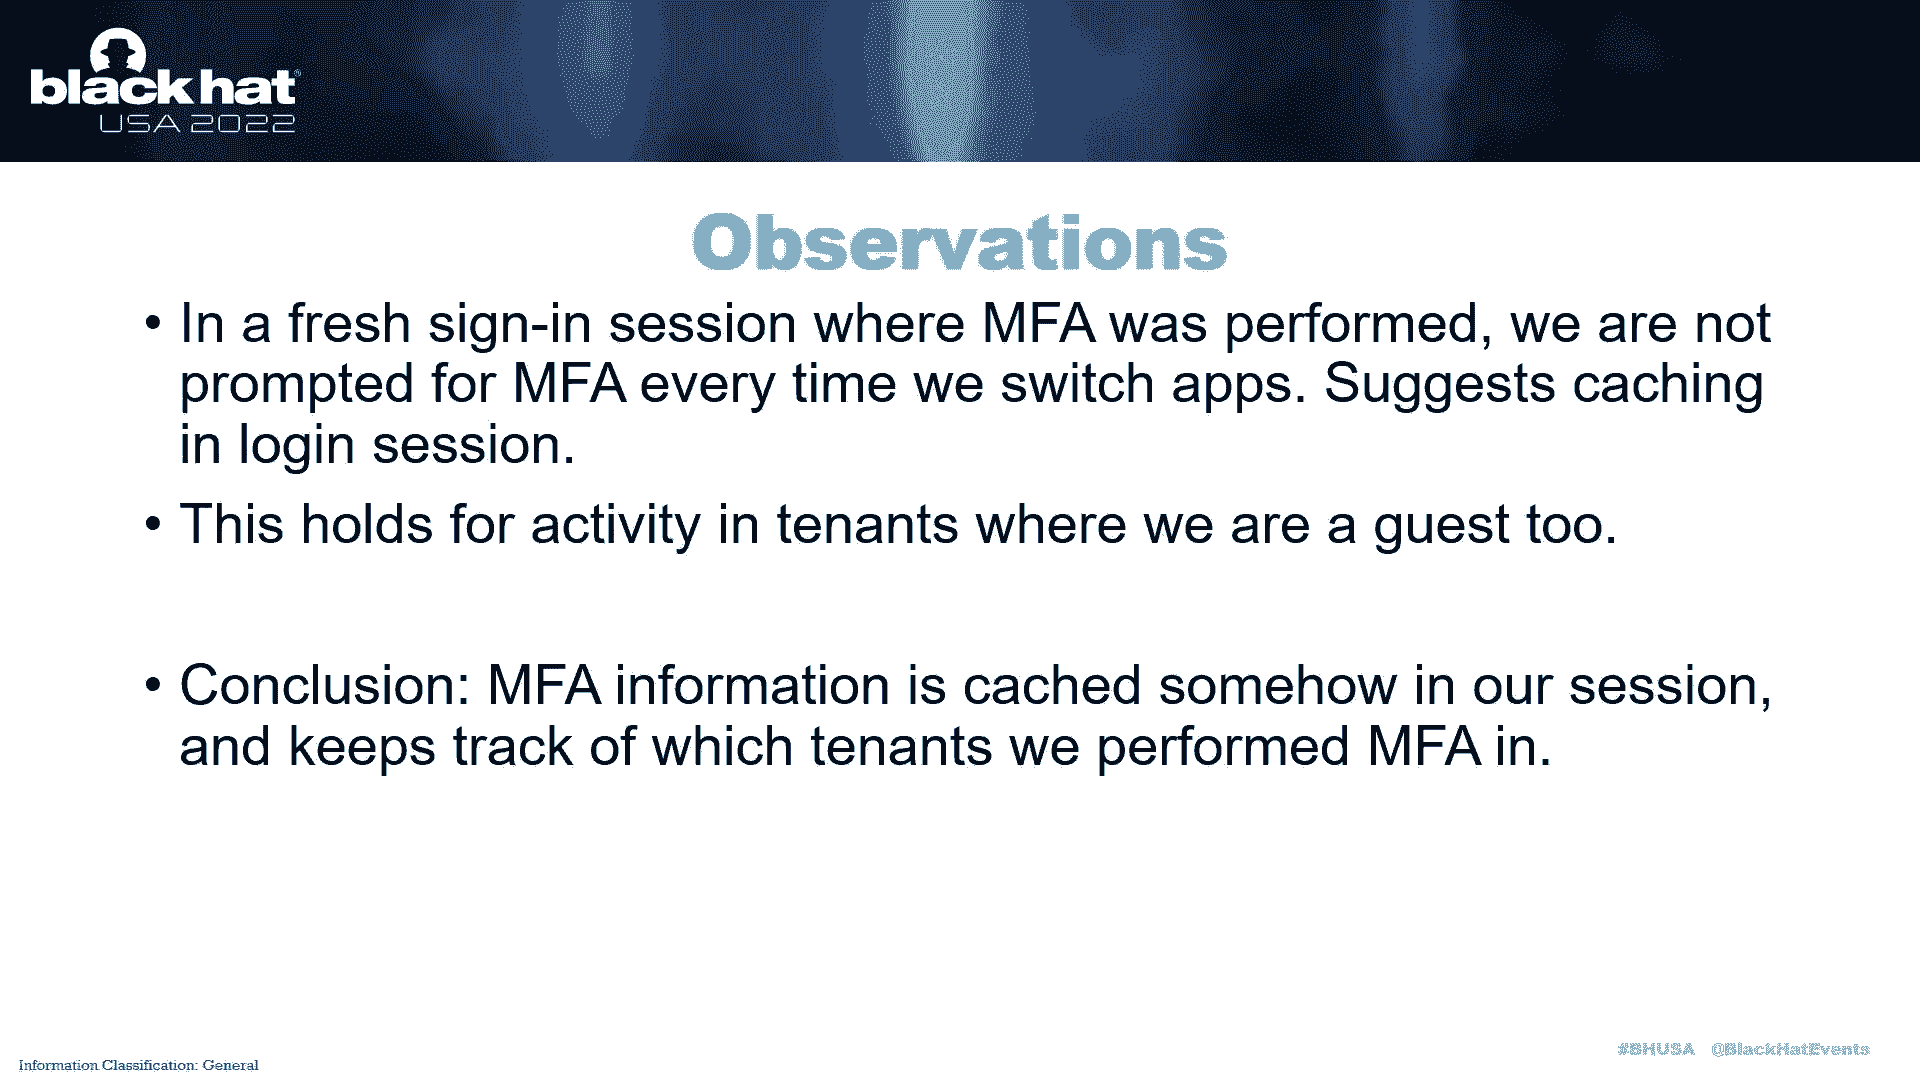 black hat®
USA 2022
Observations
• In a fresh sign-in session where MFA was performed, we are not
prompted for MFA every time we switch apps. Suggests caching
in login session.
• This holds for activity in tenants where we are a guest too.
• Conclusion: MFA information is cached somehow in our session,
and keeps track of which tenants we performed MFA in.
#BHUSA @BlackHatEvents
Information Classification: General